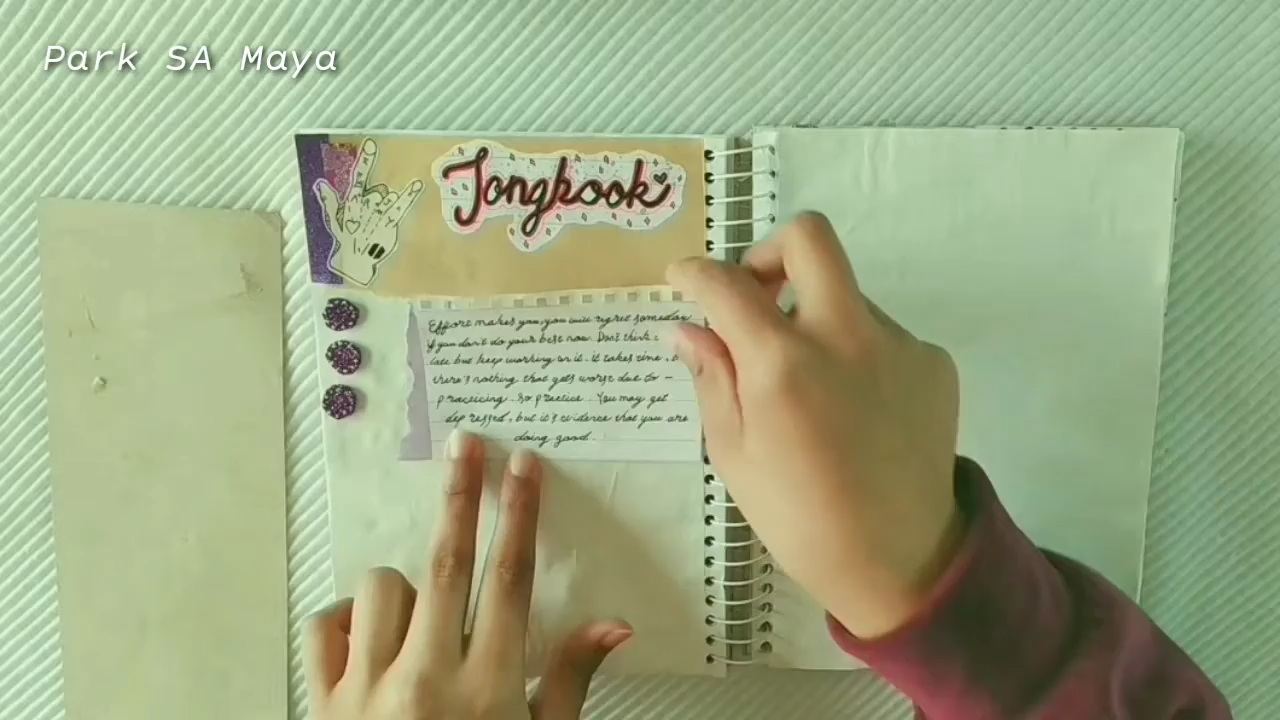 Park SA Maya
Jongkook
Effort makes you, you will regret someday
if you don't do your best now. Don't think
late but keep working on it. it takes time,
there's nothing that gets worse due to -
practicing. So practice. You may get
depressed, but it's evidence that you are
doing good.